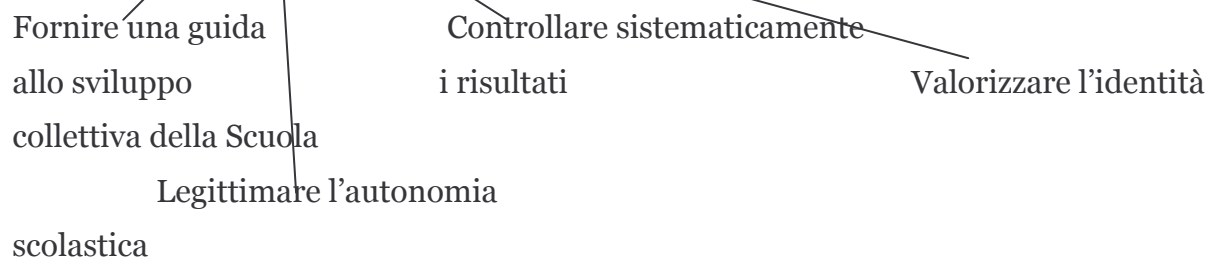 Fornire una guida Controllare sistematicamente
allo sviluppo i risultati Valorizzare l’identità
collettiva della Scuola
Legittimare l’autonomia
scolastica